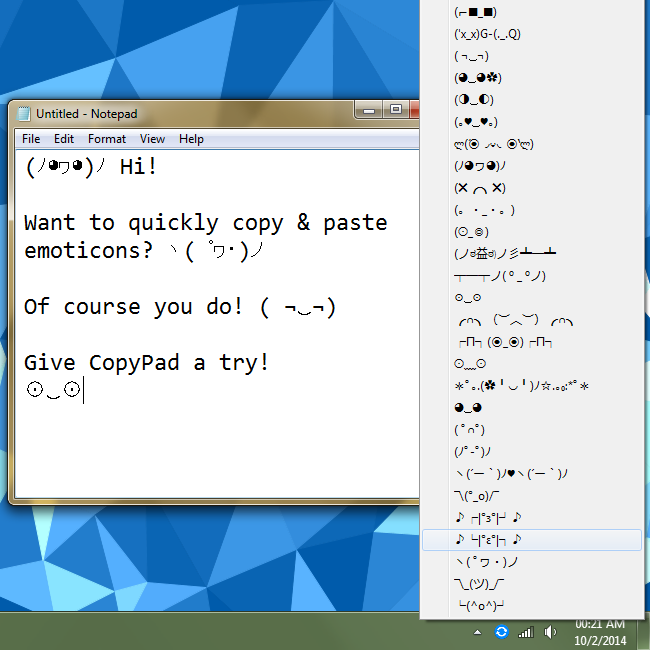 Untitled - Notepad
File Edit Format View Help
(ﾉ◕ヮ◕)ﾉ Hi!
Want to quickly copy & paste
emoticons? ヽ( ﾟヮ・)ノ
Of course you do! ( ¬‿¬)
Give CopyPad a try!
⊙‿⊙
(⌐■_■)
('x_x)G-(._.Q)
( ¬‿¬)
(◕‿◕✿)
(◑‿◐)
(｡♥‿♥｡)
(ﾉ◕ヮ◕)ﾉ
(✕ ╭╮ ✕)
(。・_・。)
(⊙_◎)
(ノಠ益ಠ)ノ彡┻━┻
┬──┬ノ( º _ ºノ)
⊙‿⊙
╭∩╮ (︶︿︶) ╭∩╮
┌∩┐(◉_◉)┌∩┐
⊙﹏⊙
✲ﾟ｡.(✿╹◡╹)ﾉ☆.｡₀:*ﾟ✲
◕‿◕
( ﾟ∩ﾟ)
(ﾉﾟ-ﾟ)ﾉ
ヽ(´ー｀)ﾉ♥ヽ(´ー｀)ﾉ
乁(°_o)/¯
♪ ┌|°з°|┘ ♪
♪ └|°ε°|┐ ♪
ヽ( ﾟヮ・)ノ
乁_(ツ)_/¯
└(^o^)┘
00:21 AM
10/2/2014